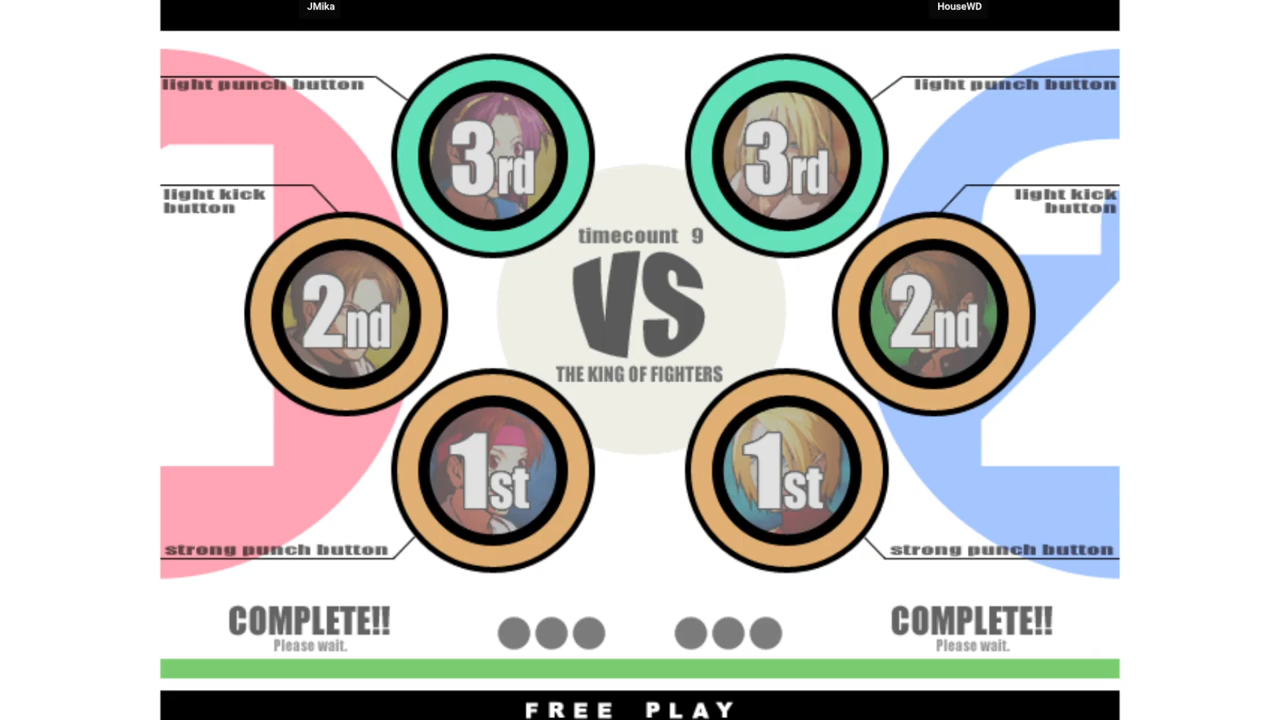 JMika
HouseWD
light punch button
light punch button
3rd
3rd
light kick
button
light kick
button
timecount 9
VS
THE KING OF FIGHTERS
2nd
2nd
1st
1st
strong punch button
strong punch button
COMPLETE!!
Please wait.
COMPLETE!!
Please wait.
FREE PLAY